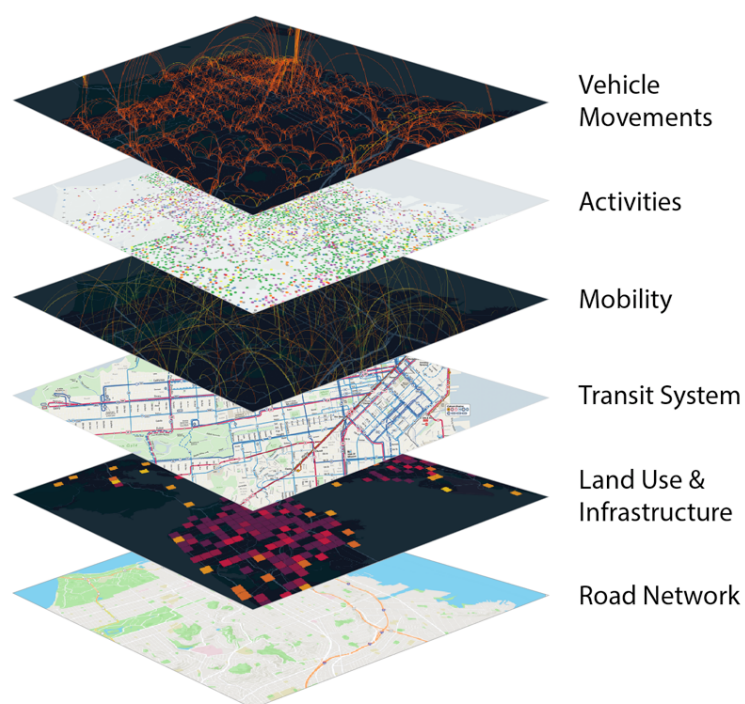 Vehicle
Movements
Activities
Mobility
Transit System
Land Use &
Infrastructure
Road Network